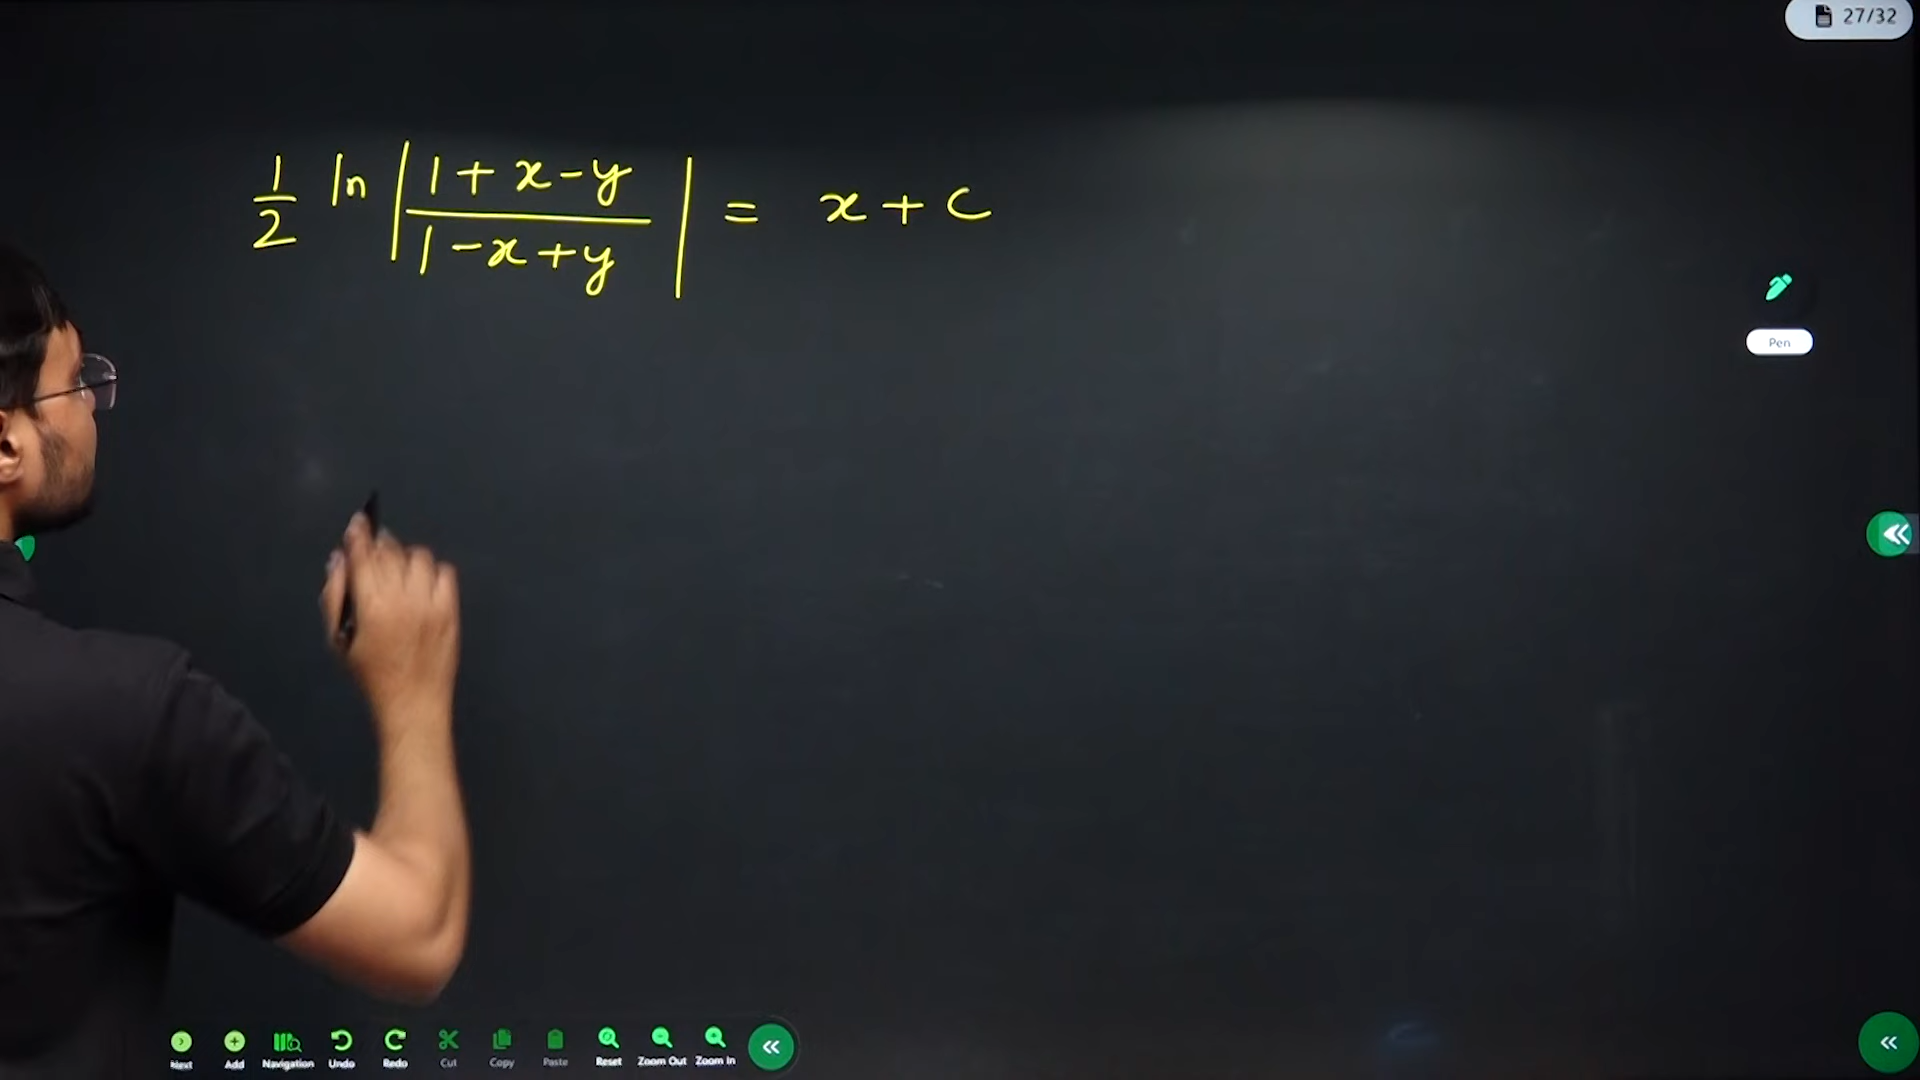 27/32
1/2 ln |(1 + x - y)/(1 - x + y)| = x + c
Pen
Next Add Navigation Undo Redo Cut Copy Paste Reset Zoom Out Zoom In